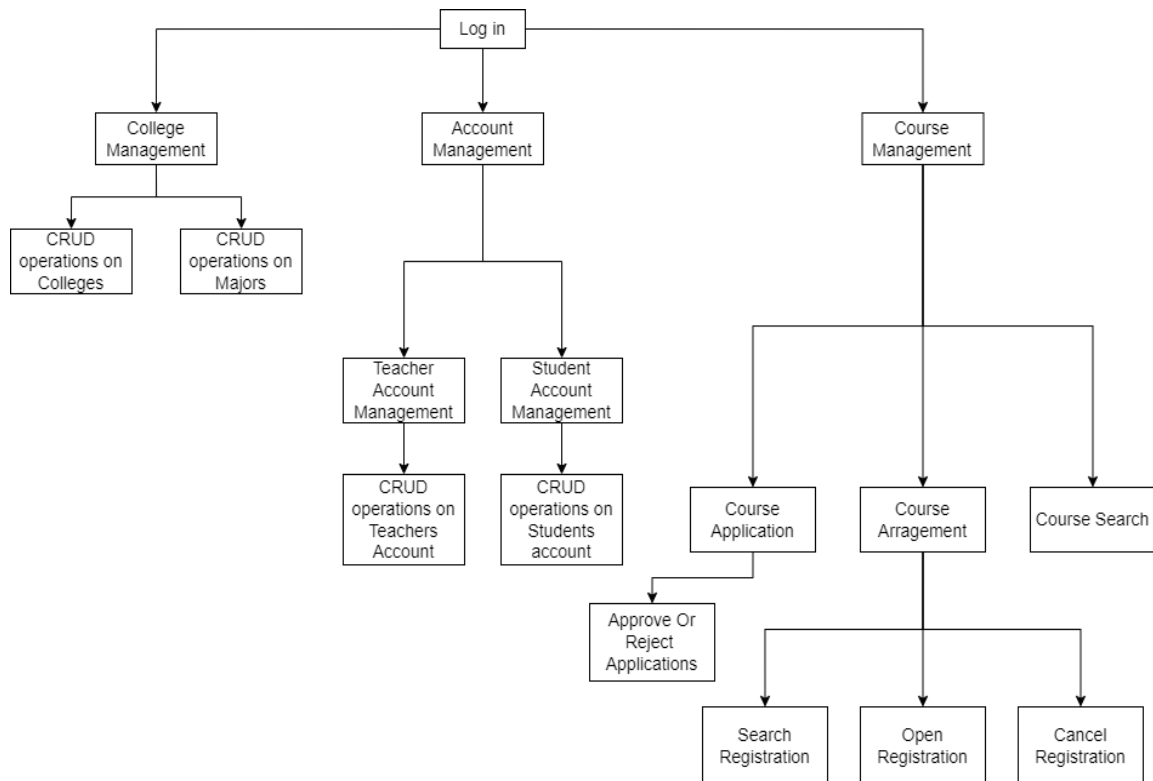 Log in
College
Management
Account
Management
Course
Management
CRUD
operations on
Colleges
CRUD
operations on
Majors
Teacher
Account
Management
Student
Account
Management
CRUD
operations on
Teachers
Account
CRUD
operations on
Students
account
Course
Application
Course
Arragement
Course Search
Approve Or
Reject
Applications
Search
Registration
Open
Registration
Cancel
Registration